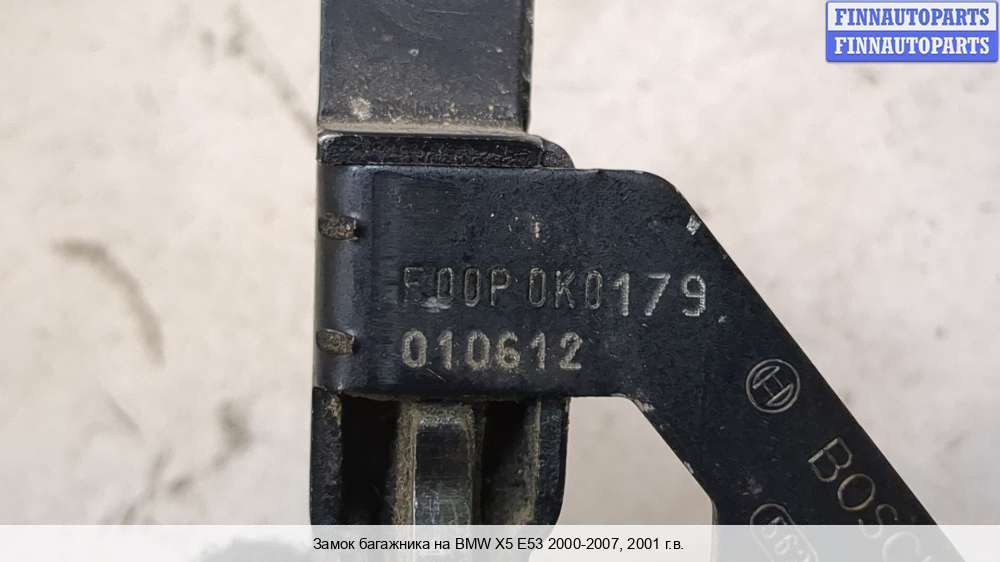 FINNAUTOPARTS
FINNAUTOPARTS
F00P 0K0179
010612
BOSCH
Замок багажника на BMW X5 E53 2000-2007, 2001 г.в.